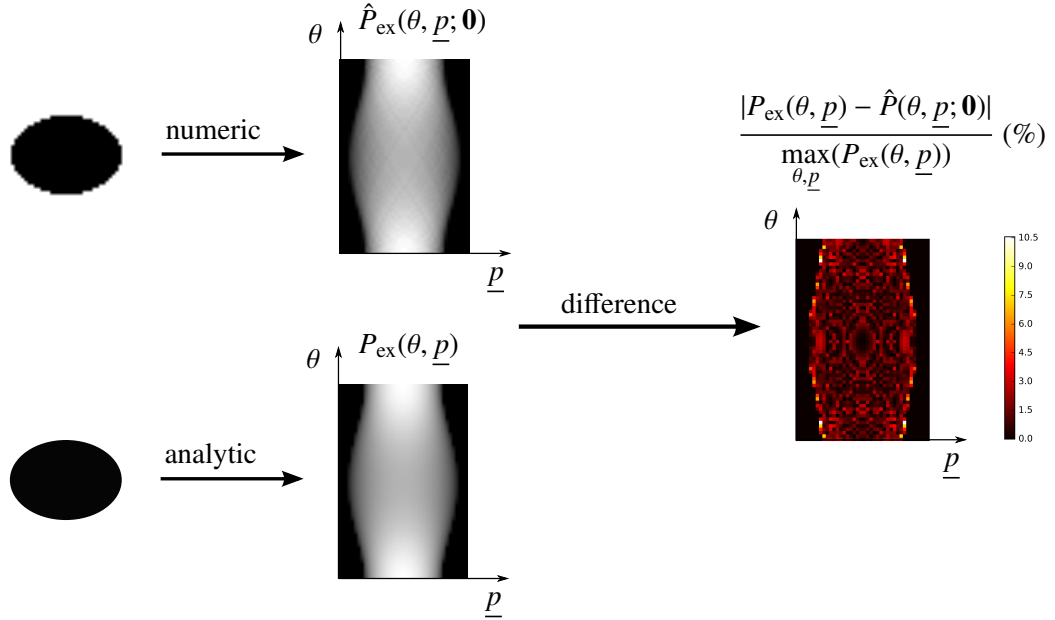 θ
P̂ex(θ, p; 𝟎)
numeric
p
|Pex(θ, p) − P̂(θ, p; 𝟎)|
max(Pex(θ, p))
θ,p
(%)
θ
10.5
9.0
7.5
6.0
4.5
3.0
1.5
0.0
p
difference
θ
Pex(θ, p)
analytic
p